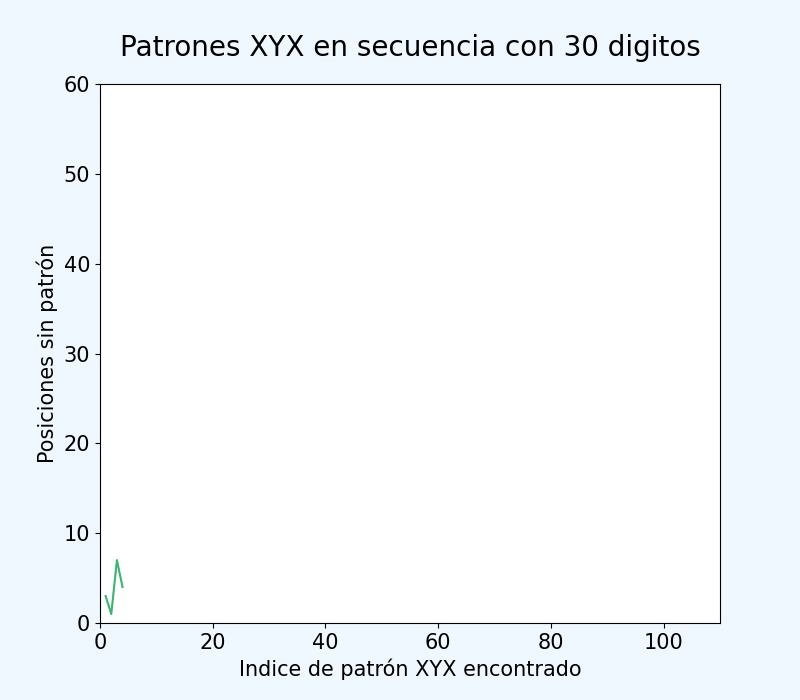 Patrones XYX en secuencia con 30 digitos
60
50
40
30
20
10
0
Posiciones sin patrón
0 20 40 60 80 100
Indice de patrón XYX encontrado